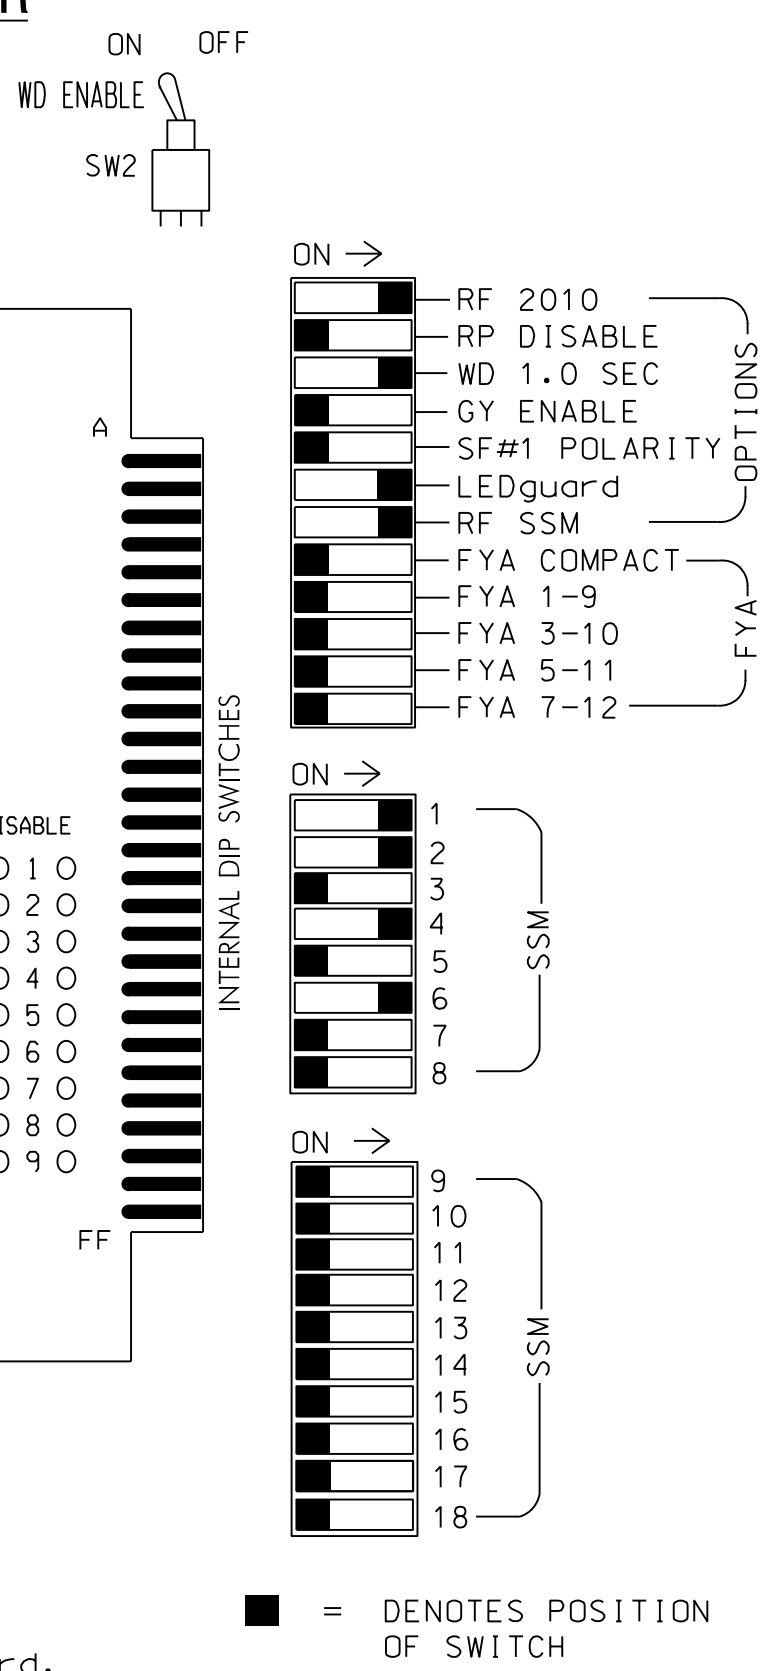 ON OFF
WD ENABLE
SW2
ON
RF 2010
RP DISABLE
WD 1.0 SEC
GY ENABLE
SF#1 POLARITY
LEDguard
RF SSM
OPTIONS
FYA COMPACT
FYA 1-9
FYA 3-10
FYA 5-11
FYA 7-12
FYA
A
FF
INTERNAL DIP SWITCHES
ISABLE
1
2
3
4
5
6
7
8
9
ON
1
2
3
4
5
6
7
8
SSM
ON
9
10
11
12
13
14
15
16
17
18
SSM
= DENOTES POSITION
OF SWITCH
rd.